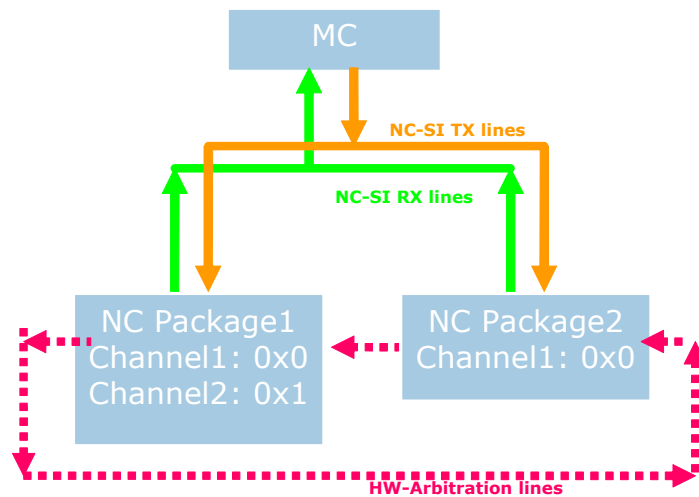 MC
NC-SI TX lines
NC-SI RX lines
NC Package1
Channel1: 0x0
Channel2: 0x1
NC Package2
Channel1: 0x0
HW-Arbitration lines